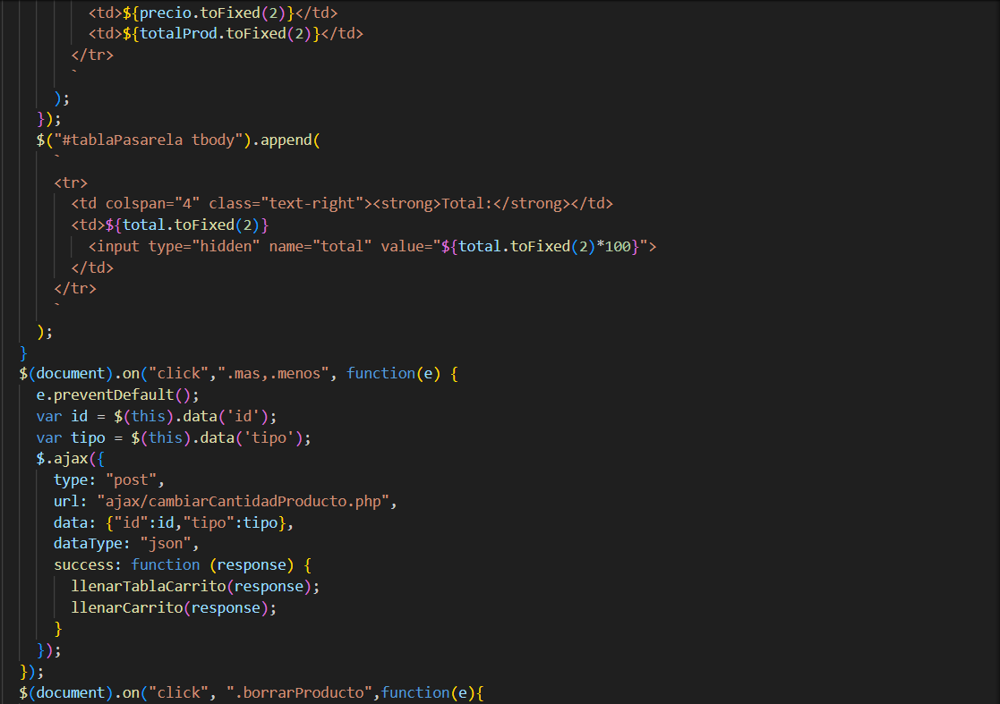 <td>${precio.toFixed(2)}</td>
<td>${totalProd.toFixed(2)}</td>
</tr>
`
);
});
$("#tablaPasarela tbody").append(
`
<tr>
<td colspan="4" class="text-right"><strong>Total:</strong></td>
<td>${total.toFixed(2)}
<input type="hidden" name="total" value="${total.toFixed(2)*100}">
</td>
</tr>
`
);
}
$(document).on("click",".mas,.menos", function(e) {
e.preventDefault();
var id = $(this).data('id');
var tipo = $(this).data('tipo');
$.ajax({
type: "post",
url: "ajax/cambiarCantidadProducto.php",
data: {"id":id,"tipo":tipo},
dataType: "json",
success: function (response) {
llenarTablaCarrito(response);
llenarCarrito(response);
}
});
});
$(document).on("click", ".borrarProducto",function(e){